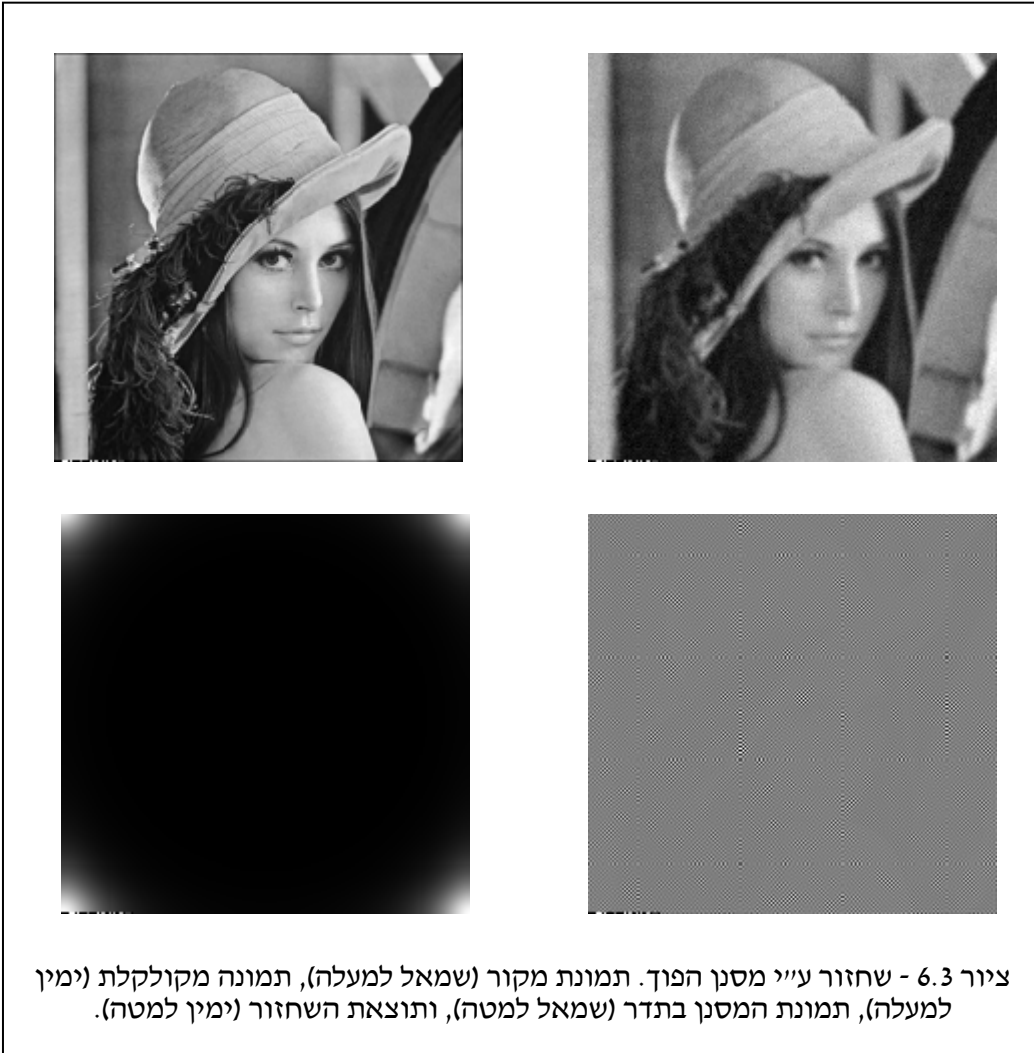 ציור 6.3 - שחזור ע״י מסנן הפוך. תמונת מקור (שמאל למעלה), תמונה מקולקלת (ימין
למעלה), תמונת המסנן בתדר (שמאל למטה), ותוצאת השחזור (ימין למטה).